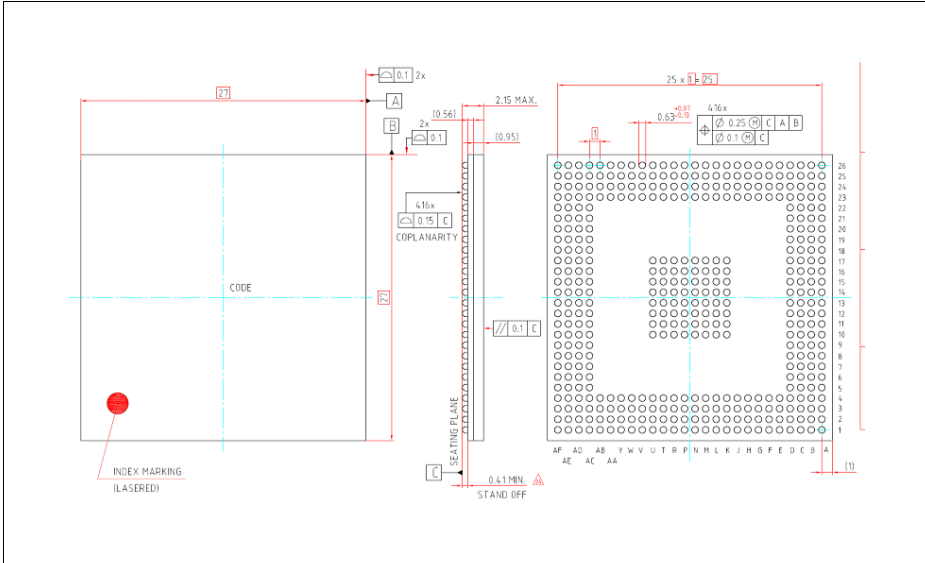 ⌓ 0.1 2x
27
A
B
2x
⌓ 0.1
CODE
27
INDEX MARKING
(LASERED)
2.15 MAX.
(0.56)
(0.95)
416x
⌓ 0.15 C
COPLANARITY
// 0.1 C
SEATING PLANE
C
0.41 MIN.
STAND OFF
25 x 1 = 25
1
0.63 +0.07 -0.13
416x
⌖ Ø 0.25 Ⓜ C A B
Ø 0.1 Ⓜ C
26
25
24
23
22
21
20
19
18
17
16
15
14
13
12
11
10
9
8
7
6
5
4
3
2
1
AF AD AB Y W V U T R P N M L K J H G F E D C B A
AE AC AA
(1)